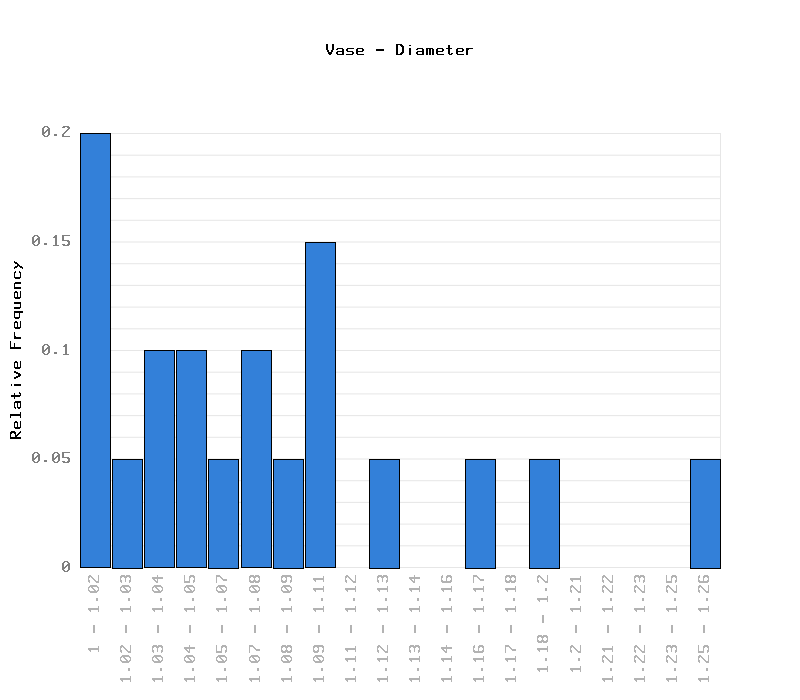 Vase - Diameter
Relative Frequency
0.2
0.15
0.1
0.05
0
1 - 1.02
1.02 - 1.03
1.03 - 1.04
1.04 - 1.05
1.05 - 1.07
1.07 - 1.08
1.08 - 1.09
1.09 - 1.11
1.11 - 1.12
1.12 - 1.13
1.13 - 1.14
1.14 - 1.16
1.16 - 1.17
1.17 - 1.18
1.18 - 1.2
1.2 - 1.21
1.21 - 1.22
1.22 - 1.23
1.23 - 1.25
1.25 - 1.26